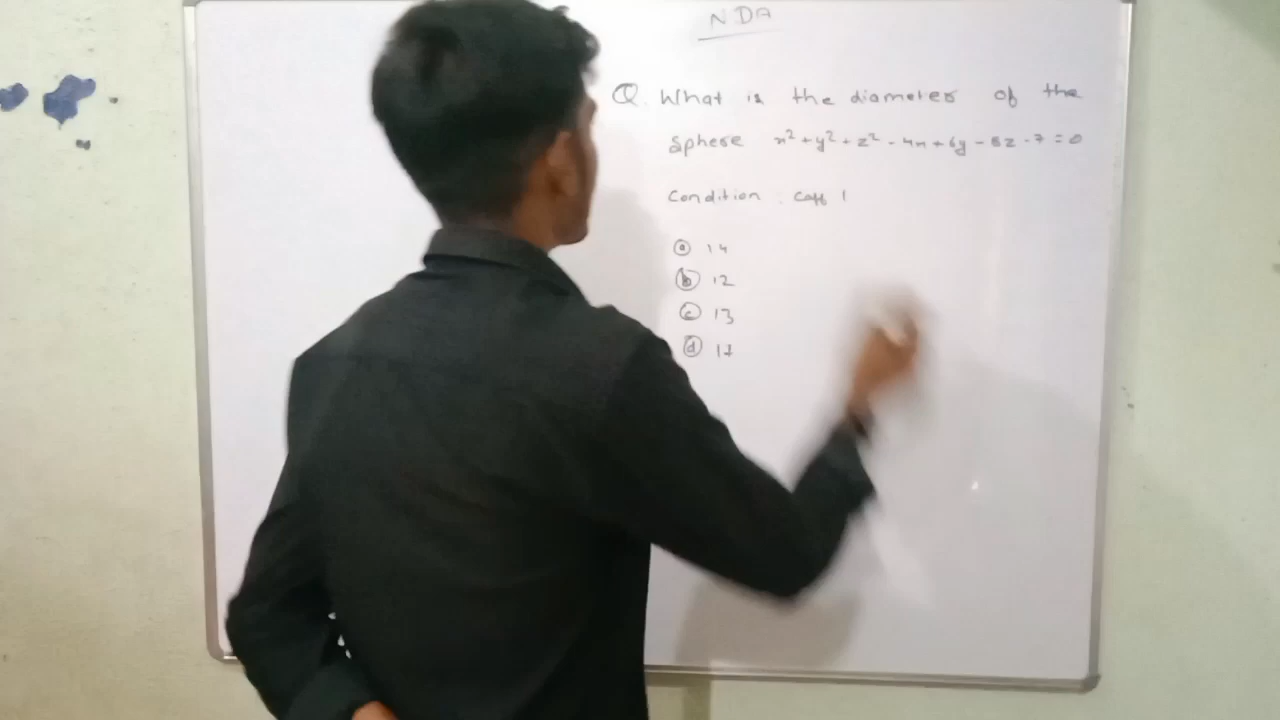 NDA
Q. What is the diameter of the
sphere x² + y² + z² - 4x + 6y - 8z - 7 = 0
Condition : Coff 1
(a) 14
(b) 12
(c) 13
(d) 17